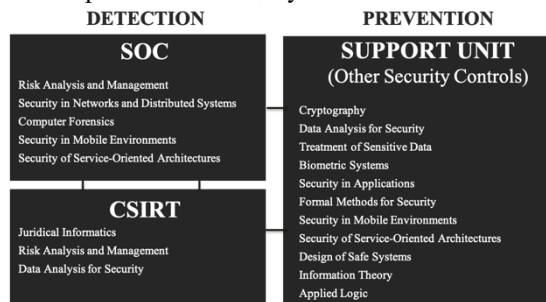 DETECTION
PREVENTION
SOC
Risk Analysis and Management
Security in Networks and Distributed Systems
Computer Forensics
Security in Mobile Environments
Security of Service-Oriented Architectures
CSIRT
Juridical Informatics
Risk Analysis and Management
Data Analysis for Security
SUPPORT UNIT
(Other Security Controls)
Cryptography
Data Analysis for Security
Treatment of Sensitive Data
Biometric Systems
Security in Applications
Formal Methods for Security
Security in Mobile Environments
Security of Service-Oriented Architectures
Design of Safe Systems
Information Theory
Applied Logic